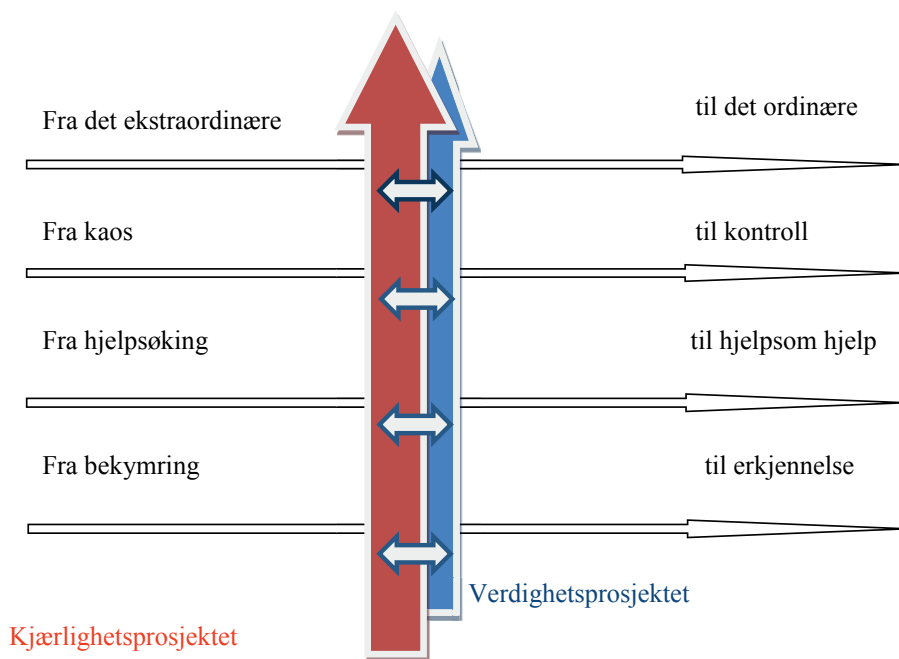 Fra det ekstraordinære
til det ordinære
Fra kaos
til kontroll
Fra hjelpsøking
til hjelpsom hjelp
Fra bekymring
til erkjennelse
Verdighetsprosjektet
Kjærlighetsprosjektet